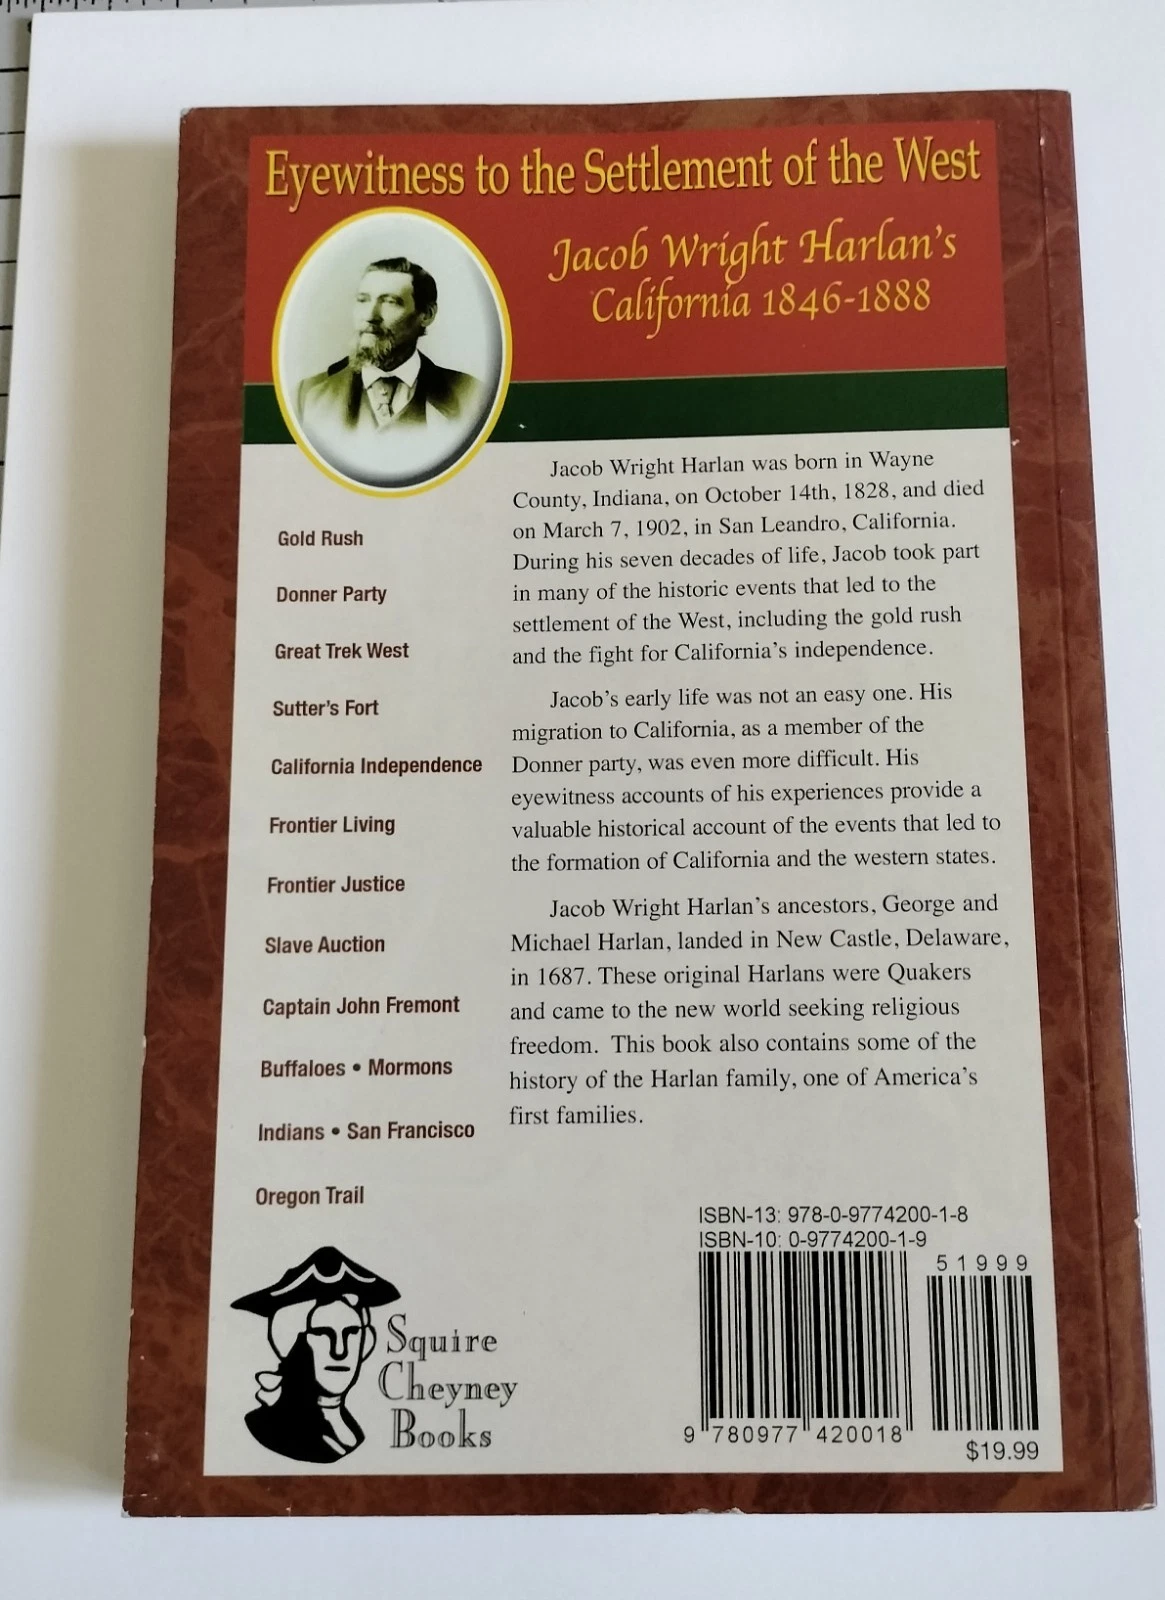 Eyewitness to the Settlement of the West
Jacob Wright Harlan's
California 1846-1888
Gold Rush
Donner Party
Great Trek West
Sutter's Fort
California Independence
Frontier Living
Frontier Justice
Slave Auction
Captain John Fremont
Buffaloes • Mormons
Indians • San Francisco
Oregon Trail
Jacob Wright Harlan was born in Wayne
County, Indiana, on October 14th, 1828, and died
on March 7, 1902, in San Leandro, California.
During his seven decades of life, Jacob took part
in many of the historic events that led to the
settlement of the West, including the gold rush
and the fight for California's independence.
Jacob's early life was not an easy one. His
migration to California, as a member of the
Donner party, was even more difficult. His
eyewitness accounts of his experiences provide a
valuable historical account of the events that led to
the formation of California and the western states.
Jacob Wright Harlan's ancestors, George and
Michael Harlan, landed in New Castle, Delaware,
in 1687. These original Harlans were Quakers
and came to the new world seeking religious
freedom. This book also contains some of the
history of the Harlan family, one of America's
first families.
Squire
Cheyney
Books
ISBN-13: 978-0-9774200-1-8
ISBN-10: 0-9774200-1-9
51999
9 780977 420018
$19.99